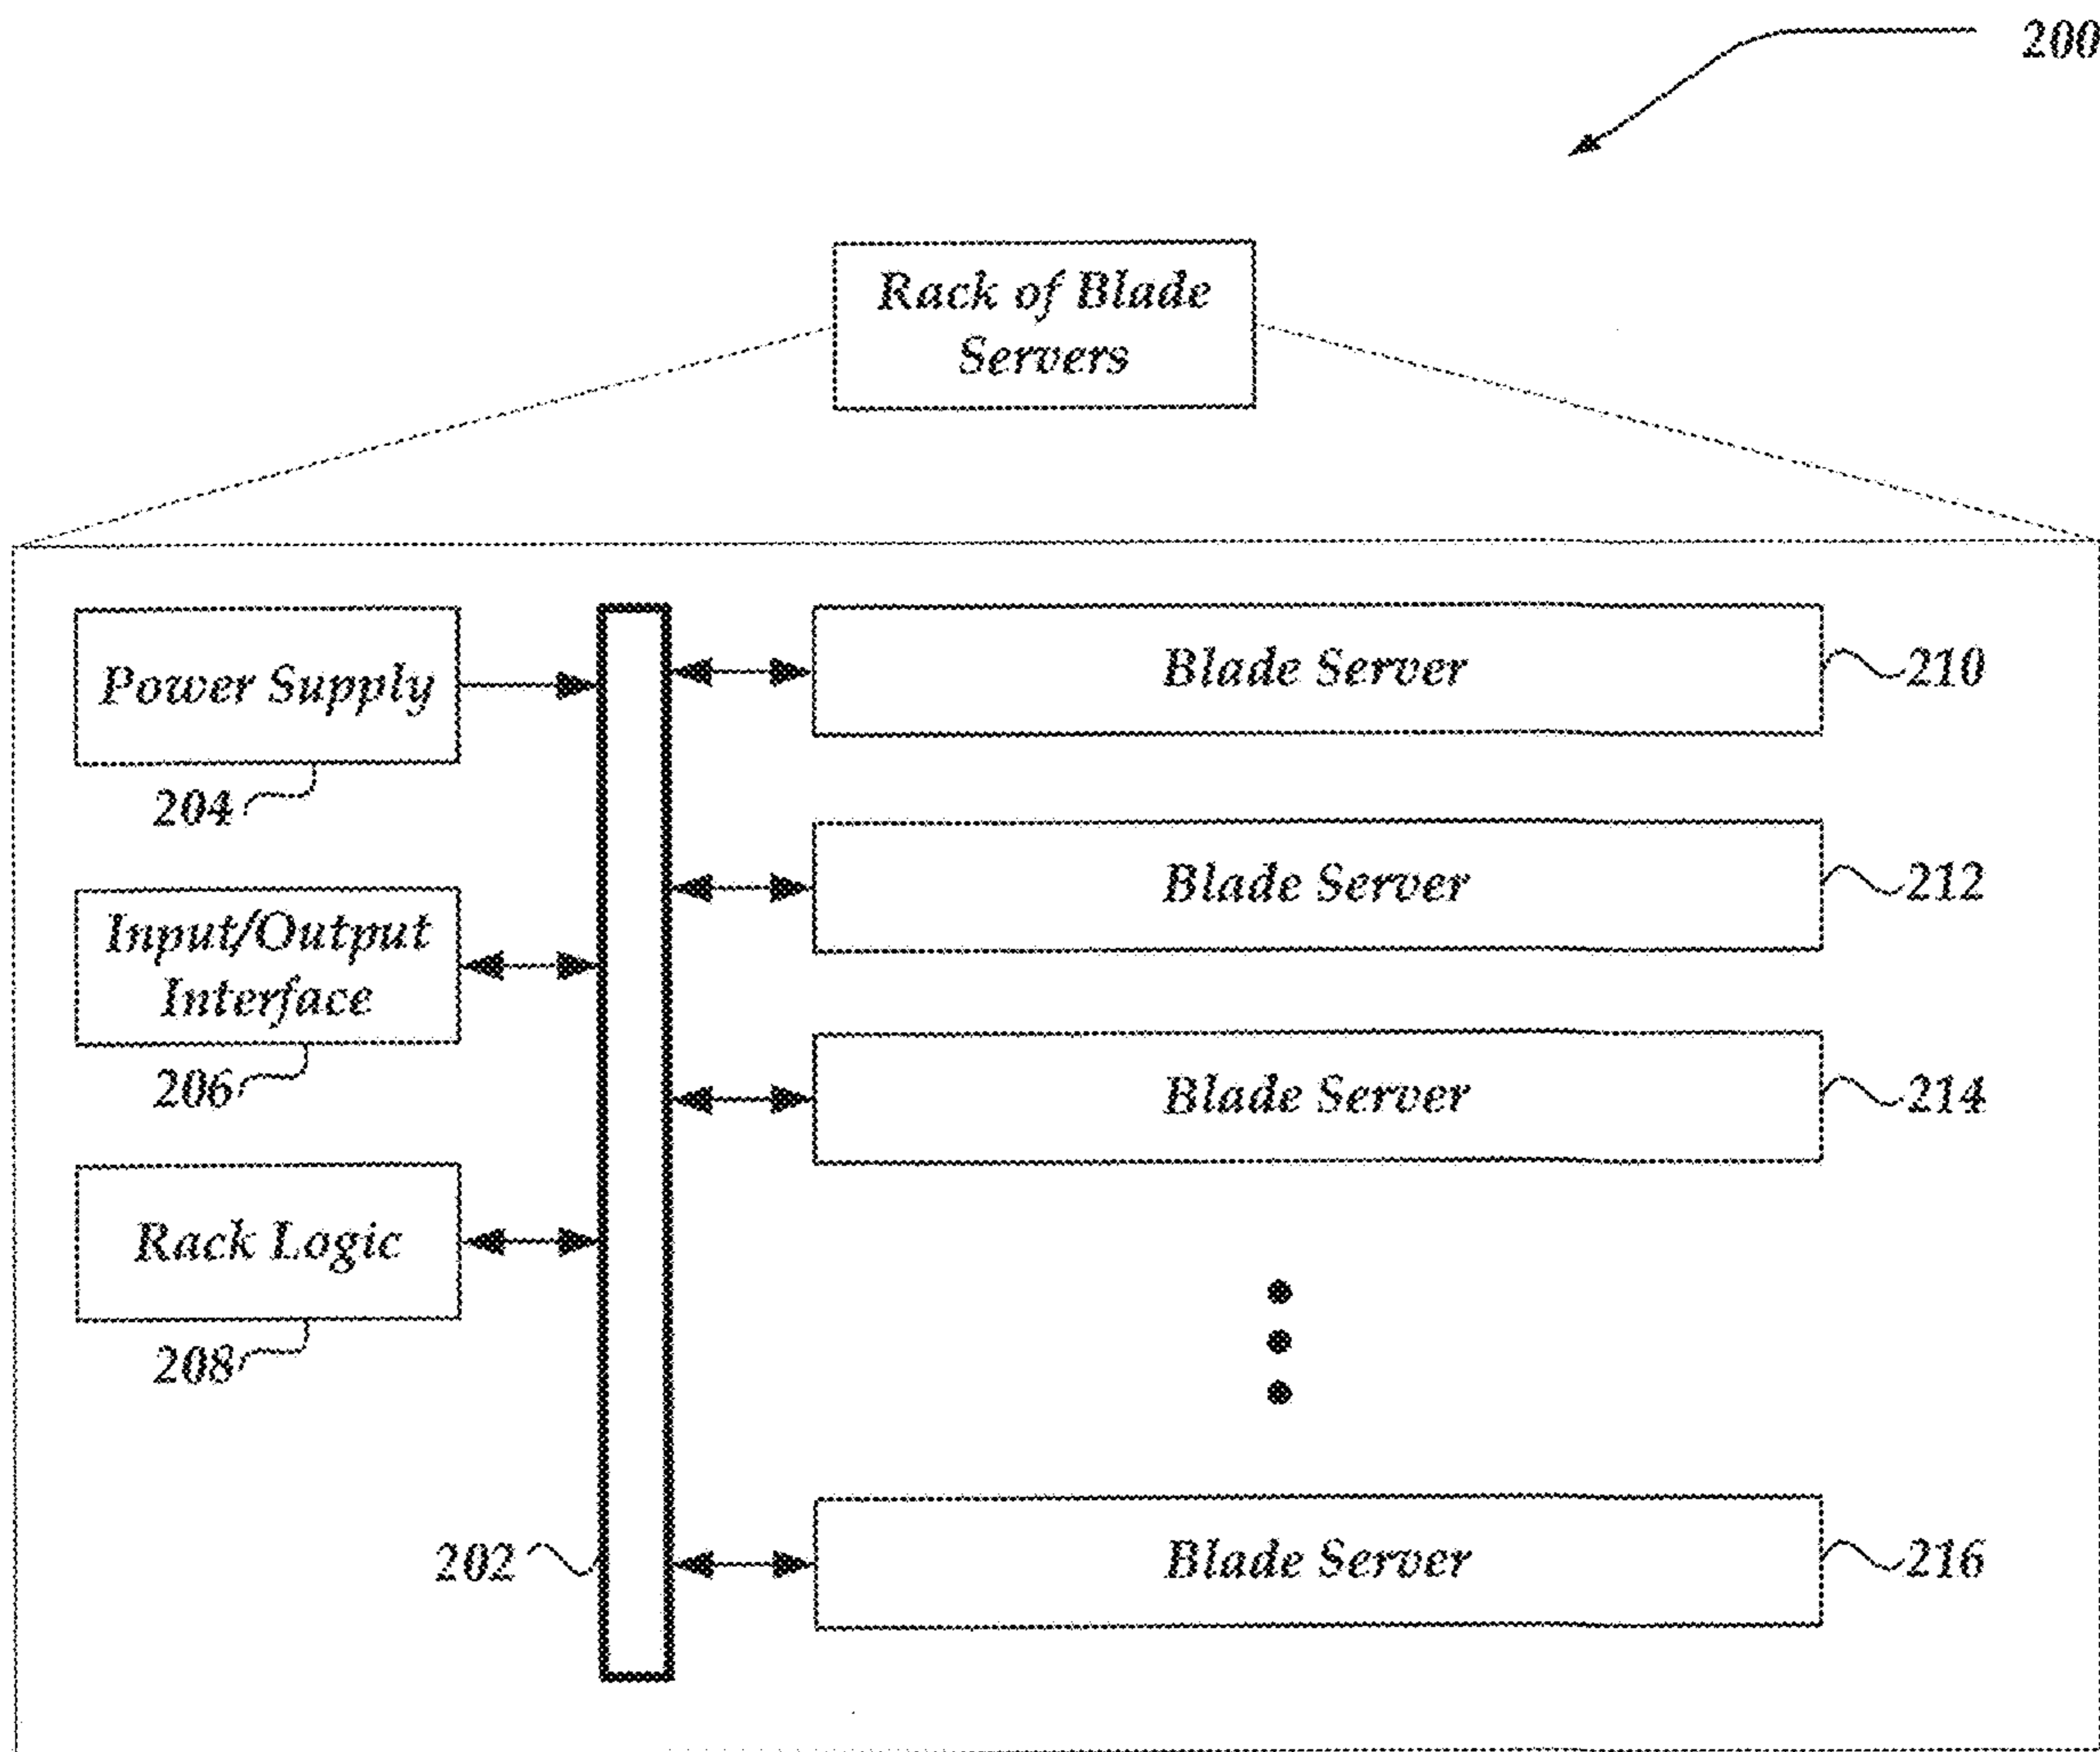 200
Rack of Blade
Servers
Power Supply
204
Input/Output
Interface
206
Rack Logic
208
202
Blade Server
210
Blade Server
212
Blade Server
214
Blade Server
216